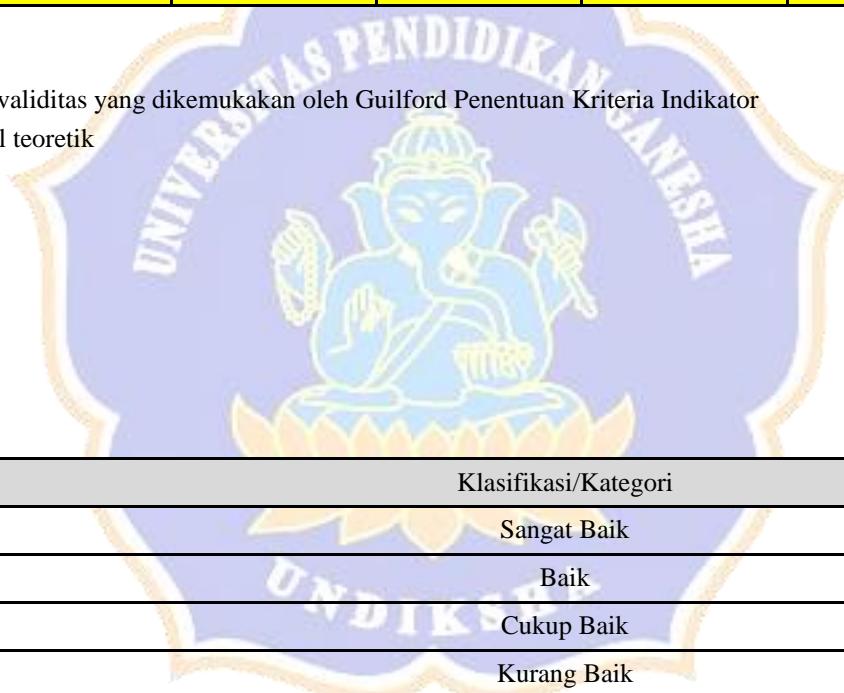 UNIVERSITAS PENDIDIKAN GANESHA
validitas yang dikemukakan oleh Guilford Penentuan Kriteria Indikator
l teoretik
Klasifikasi/Kategori
Sangat Baik
Baik
UNDIKSHA
Cukup Baik
Kurang Baik